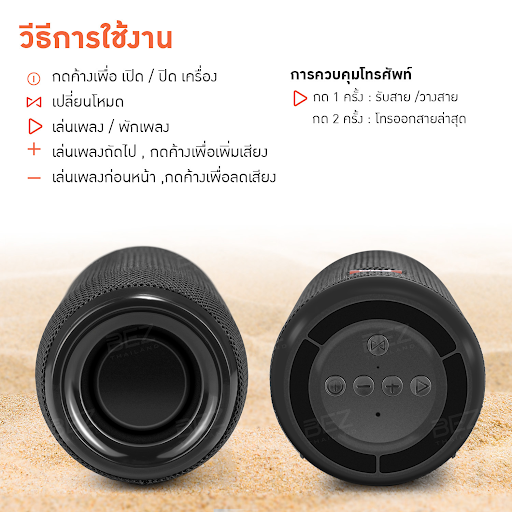 วิธีการใช้งาน
กดค้างเพื่อ เปิด / ปิด เครื่อง
เปลี่ยนโหมด
เล่นเพลง / พักเพลง
เล่นเพลงถัดไป , กดค้างเพื่อเพิ่มเสียง
เล่นเพลงก่อนหน้า ,กดค้างเพื่อลดเสียง
การควบคุมโทรศัพท์
กด 1 ครั้ง : รับสาย /วางสาย
กด 2 ครั้ง : โทรออกสายล่าสุด
BEZ
BEZ
BEZ
BEZ